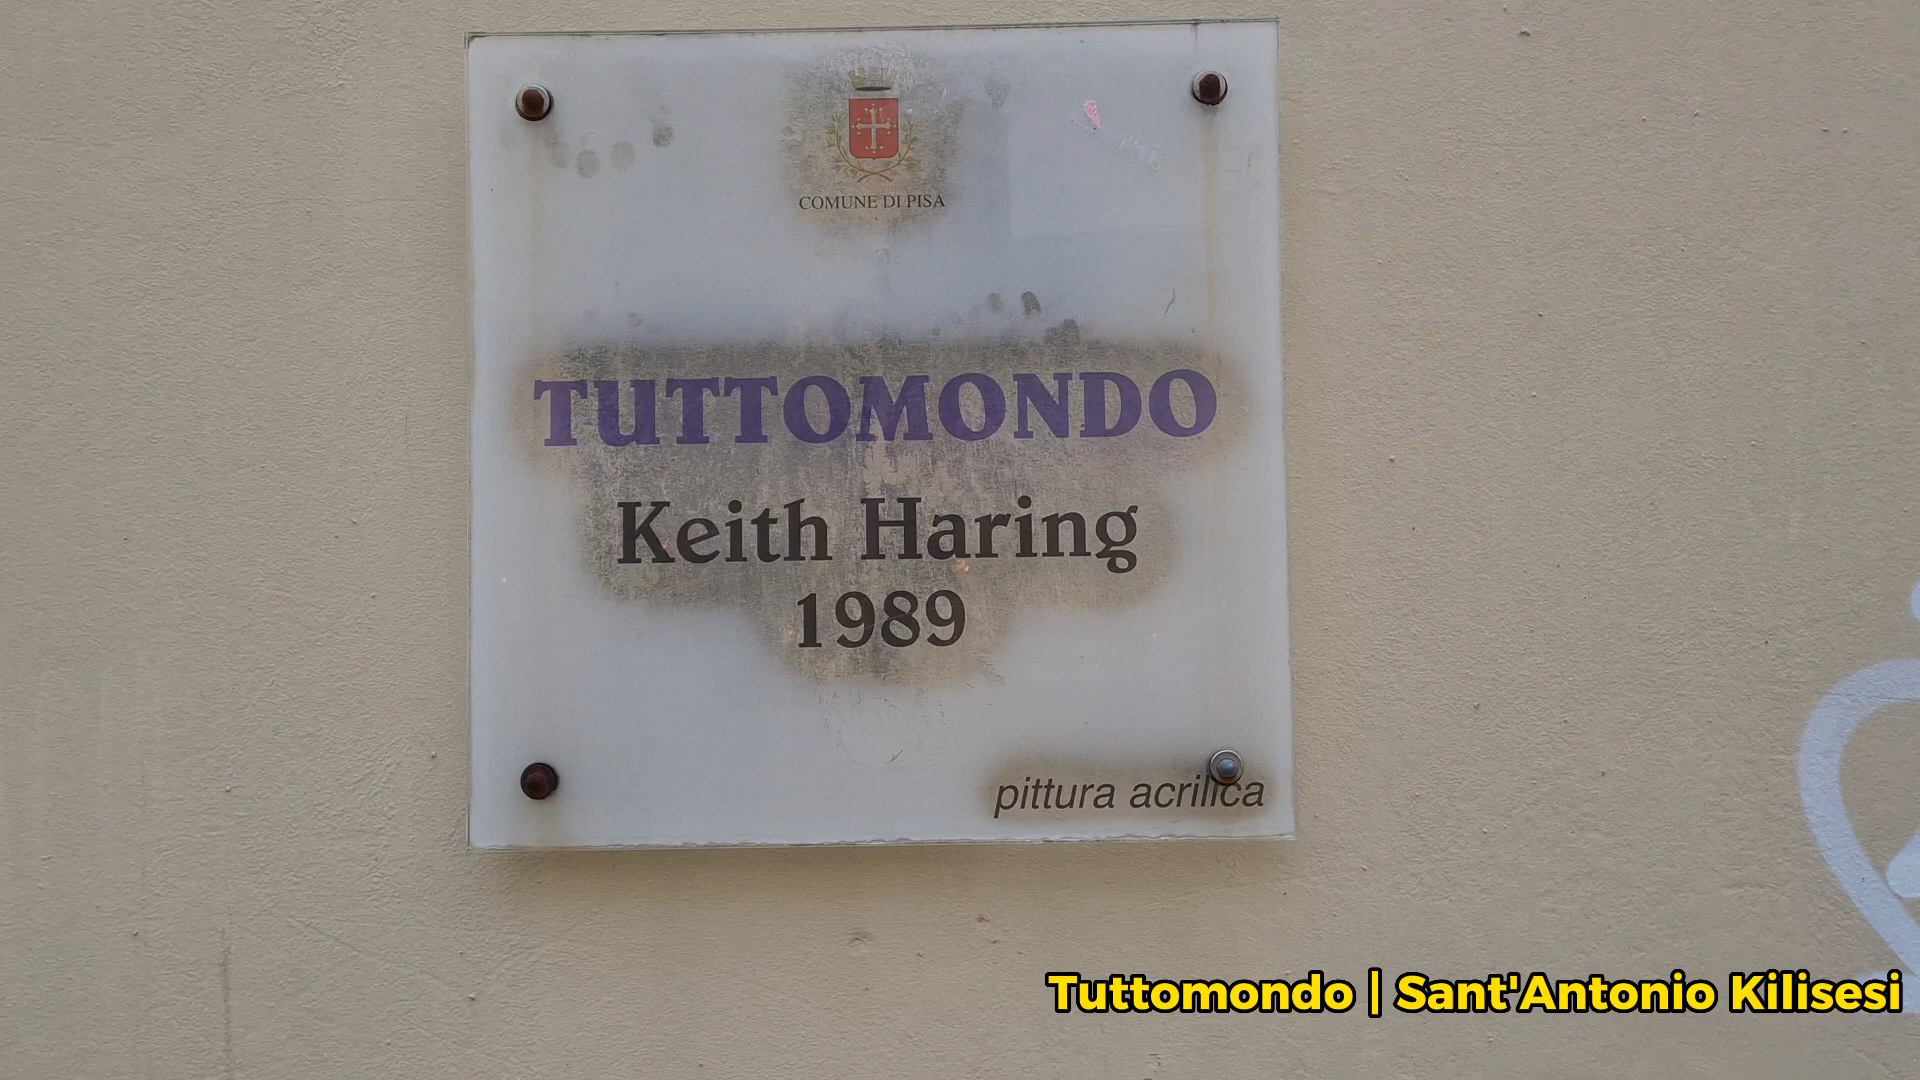 COMUNE DI PISA
TUTTOMONDO
Keith Haring
1989
pittura acrilica
Tuttomondo | Sant'Antonio Kilisesi